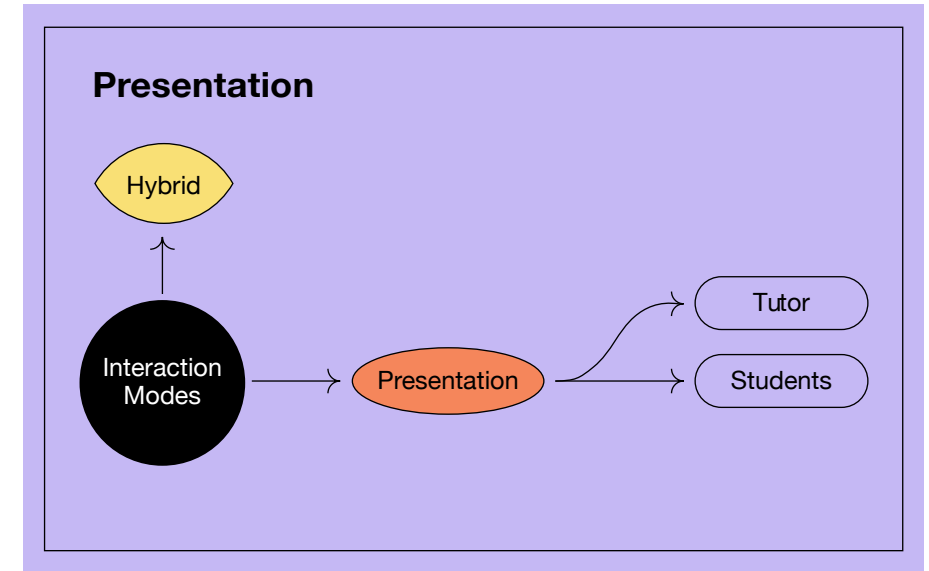 Presentation
Hybrid
Interaction
Modes
Presentation
Tutor
Students